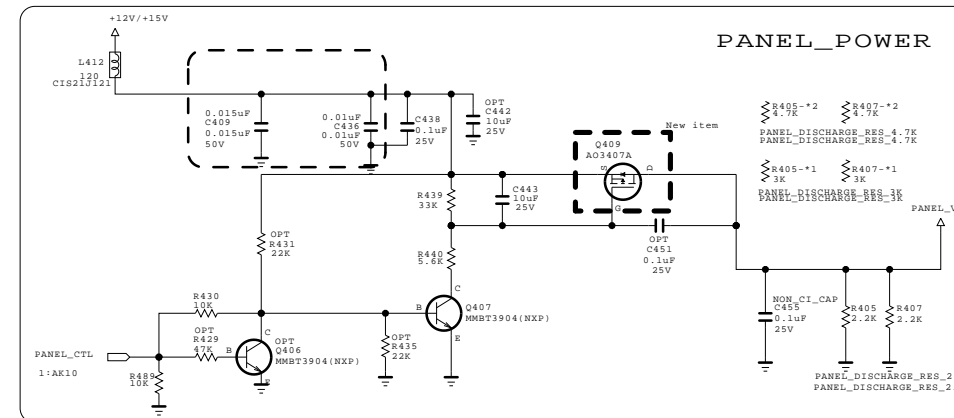 +12V/+15V
PANEL_POWER
L412
120
CIS21J121
0.015uF
C409
0.015uF
50V
0.01uF
C436
0.01uF
50V
C438
0.1uF
25V
OPT
C442
10uF
25V
New item
Q409
AO3407A
S
D
G
R405-*2
4.7K
R407-*2
4.7K
PANEL_DISCHARGE_RES_4.7K
PANEL_DISCHARGE_RES_4.7K
R405-*1
3K
R407-*1
3K
PANEL_DISCHARGE_RES_3K
PANEL_DISCHARGE_RES_3K
PANEL_V
R439
33K
C443
10uF
25V
OPT
R431
22K
R440
5.6K
OPT
C451
0.1uF
25V
R430
10K
OPT
R429
47K
B
C
E
OPT
Q406
MMBT3904(NXP)
OPT
R435
22K
B
C
E
Q407
MMBT3904(NXP)
PANEL_CTL
1:AK10
R489
10K
NON_CI_CAP
C455
0.1uF
25V
R405
2.2K
R407
2.2K
PANEL_DISCHARGE_RES_2
PANEL_DISCHARGE_RES_2.